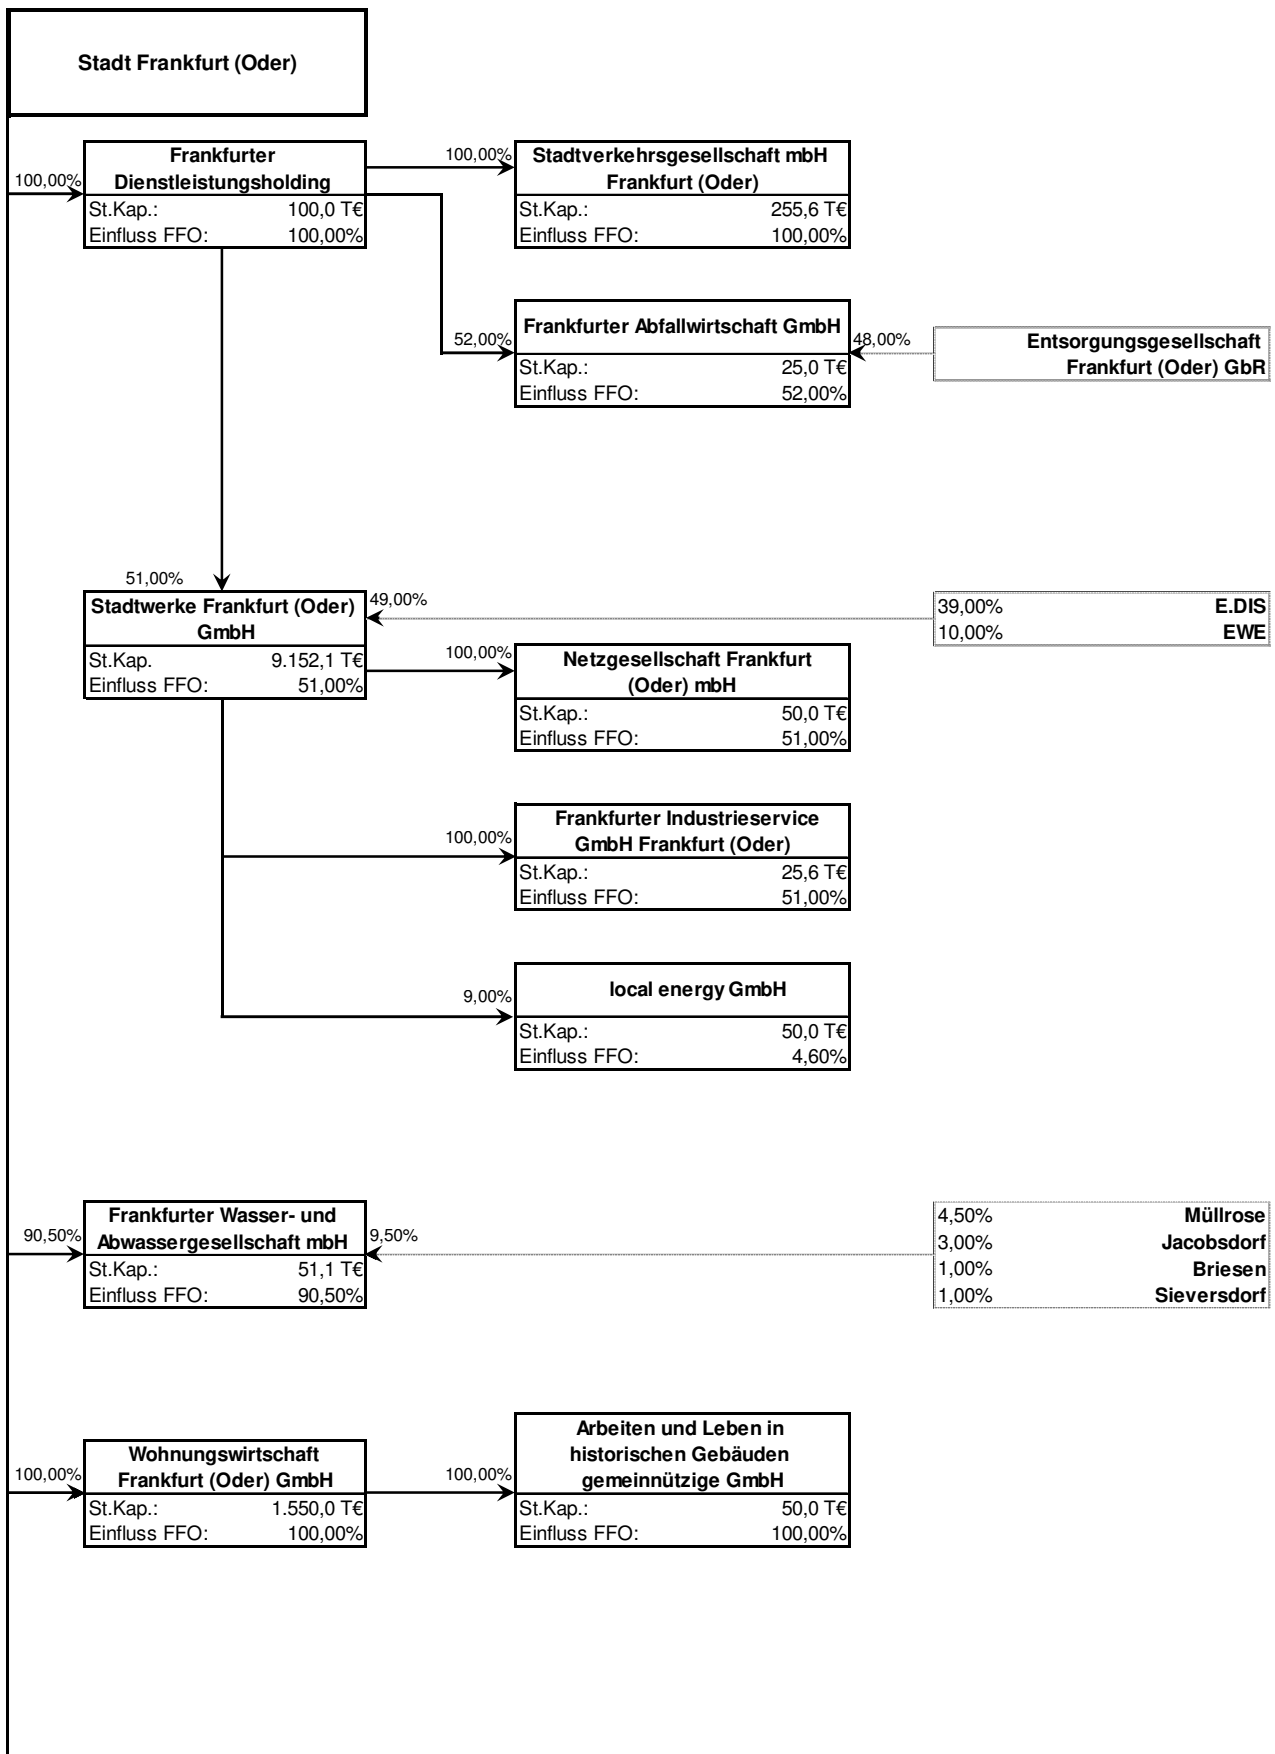 Stadt Frankfurt (Oder)
100,00%
Frankfurter
Dienstleistungsholding
St.Kap.: 100,0 T€
Einfluss FFO: 100,00%
100,00%
Stadtverkehrsgesellschaft mbH
Frankfurt (Oder)
St.Kap.: 255,6 T€
Einfluss FFO: 100,00%
52,00%
Frankfurter Abfallwirtschaft GmbH
St.Kap.: 25,0 T€
Einfluss FFO: 52,00%
48,00%
Entsorgungsgesellschaft
Frankfurt (Oder) GbR
51,00%
Stadtwerke Frankfurt (Oder)
GmbH
St.Kap. 9.152,1 T€
Einfluss FFO: 51,00%
49,00%
39,00% E.DIS
10,00% EWE
100,00%
Netzgesellschaft Frankfurt
(Oder) mbH
St.Kap.: 50,0 T€
Einfluss FFO: 51,00%
100,00%
Frankfurter Industrieservice
GmbH Frankfurt (Oder)
St.Kap.: 25,6 T€
Einfluss FFO: 51,00%
9,00%
local energy GmbH
St.Kap.: 50,0 T€
Einfluss FFO: 4,60%
90,50%
Frankfurter Wasser- und
Abwassergesellschaft mbH
St.Kap.: 51,1 T€
Einfluss FFO: 90,50%
9,50%
4,50% Müllrose
3,00% Jacobsdorf
1,00% Briesen
1,00% Sieversdorf
100,00%
Wohnungswirtschaft
Frankfurt (Oder) GmbH
St.Kap.: 1.550,0 T€
Einfluss FFO: 100,00%
100,00%
Arbeiten und Leben in
historischen Gebäuden
gemeinnützige GmbH
St.Kap.: 50,0 T€
Einfluss FFO: 100,00%